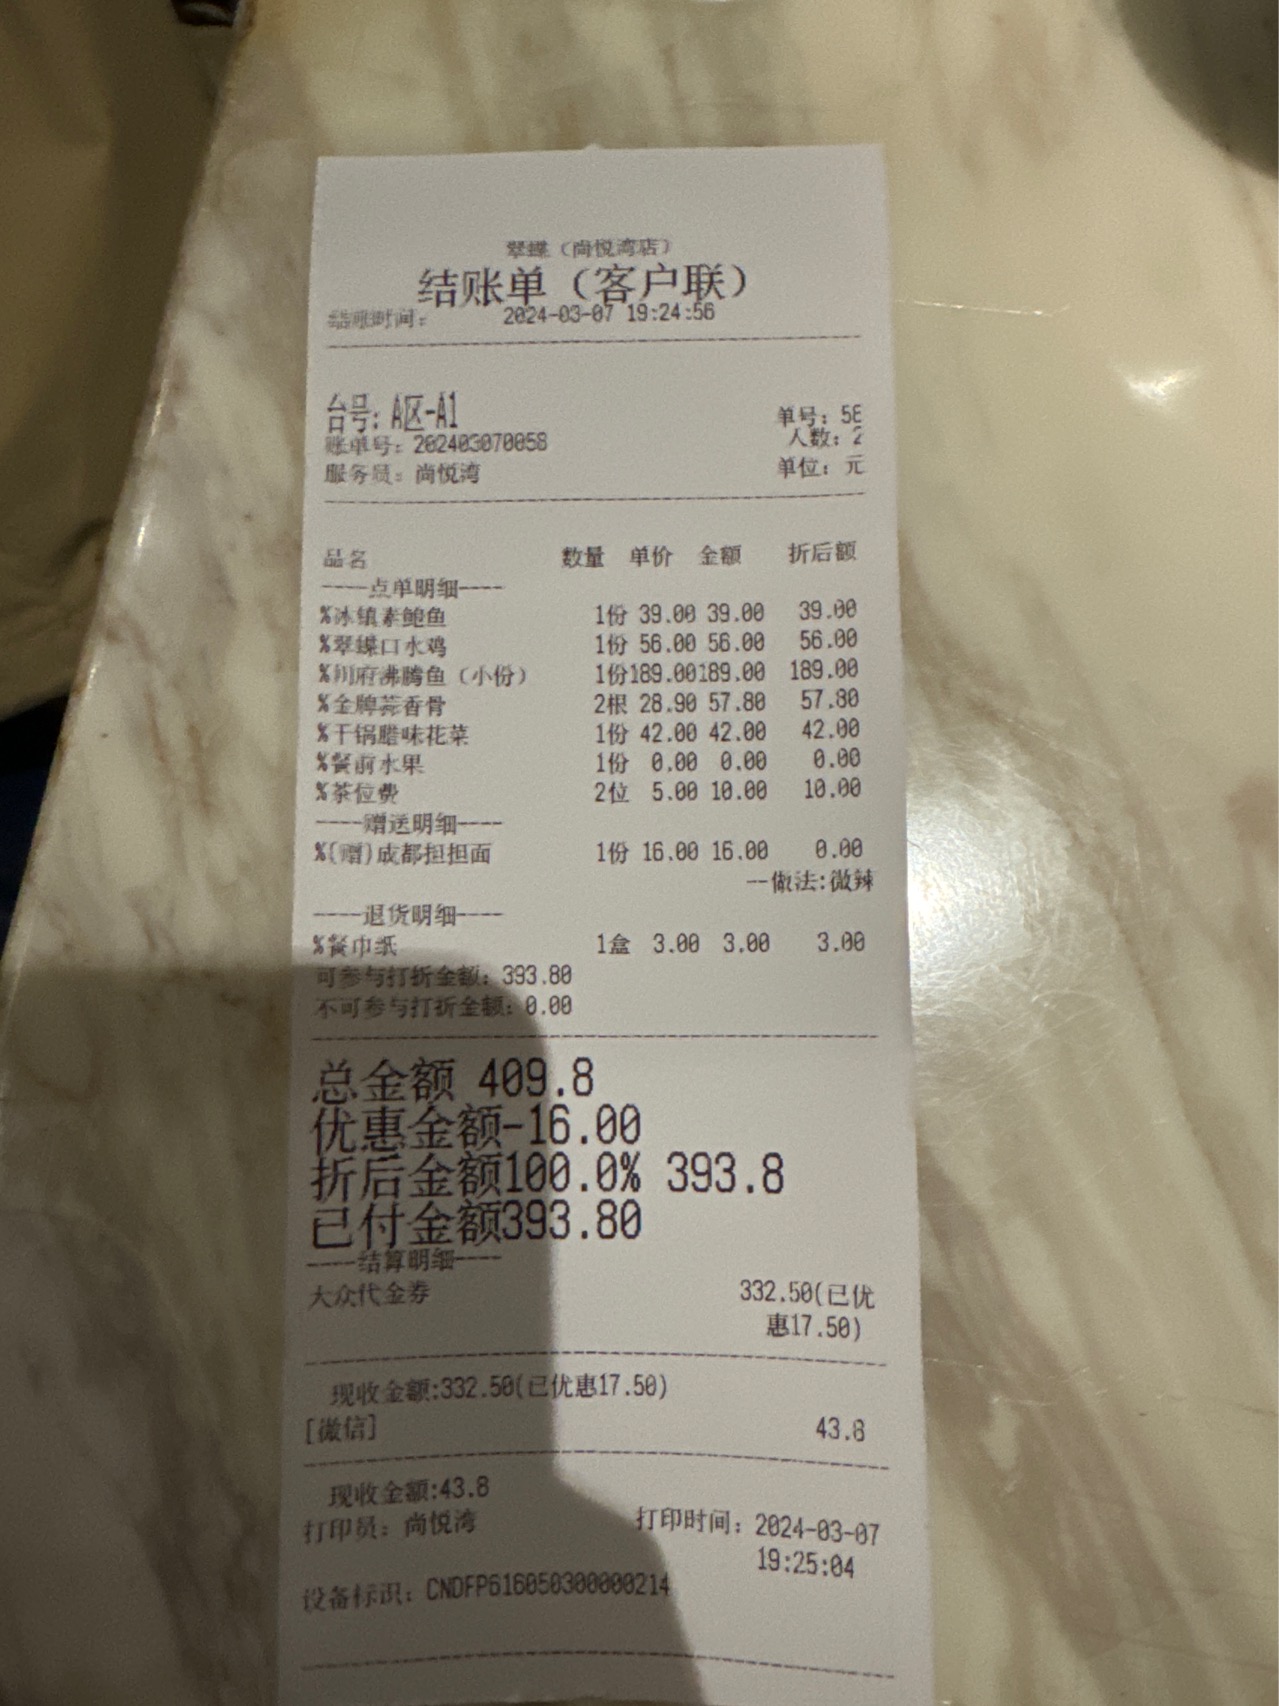 翠蝶（尚悦湾店）
结账单（客户联）
结账时间： 2024-03-07 19:24:56
台号：A区-A1 单号：58
账单号：202403070058 人数：2
服务员：尚悦湾 单位：元
品名 数量 单价 金额 折后额
----点单明细----
%冰镇素鲍鱼 1份 39.00 39.00 39.00
%翠蝶口水鸡 1份 56.00 56.00 56.00
%川府沸腾鱼（小份） 1份189.00189.00 189.00
%金牌蒜香骨 2根 28.90 57.80 57.80
%干锅腊味花菜 1份 42.00 42.00 42.00
%餐前水果 1份 0.00 0.00 0.00
%茶位费 2位 5.00 10.00 10.00
----赠送明细----
%(赠)成都担担面 1份 16.00 16.00 0.00
--做法:微辣
----退货明细----
%餐巾纸 1盒 3.00 3.00 3.00
可参与打折金额：393.80
不可参与打折金额：0.00
总金额 409.8
优惠金额-16.00
折后金额100.0% 393.8
已付金额393.80
----结算明细----
大众代金券 332.50(已优
惠17.50)
现收金额:332.50(已优惠17.50)
[微信] 43.8
现收金额:43.8
打印员：尚悦湾 打印时间：2024-03-07
19:25:04
设备标识：CNDFP616050300000214